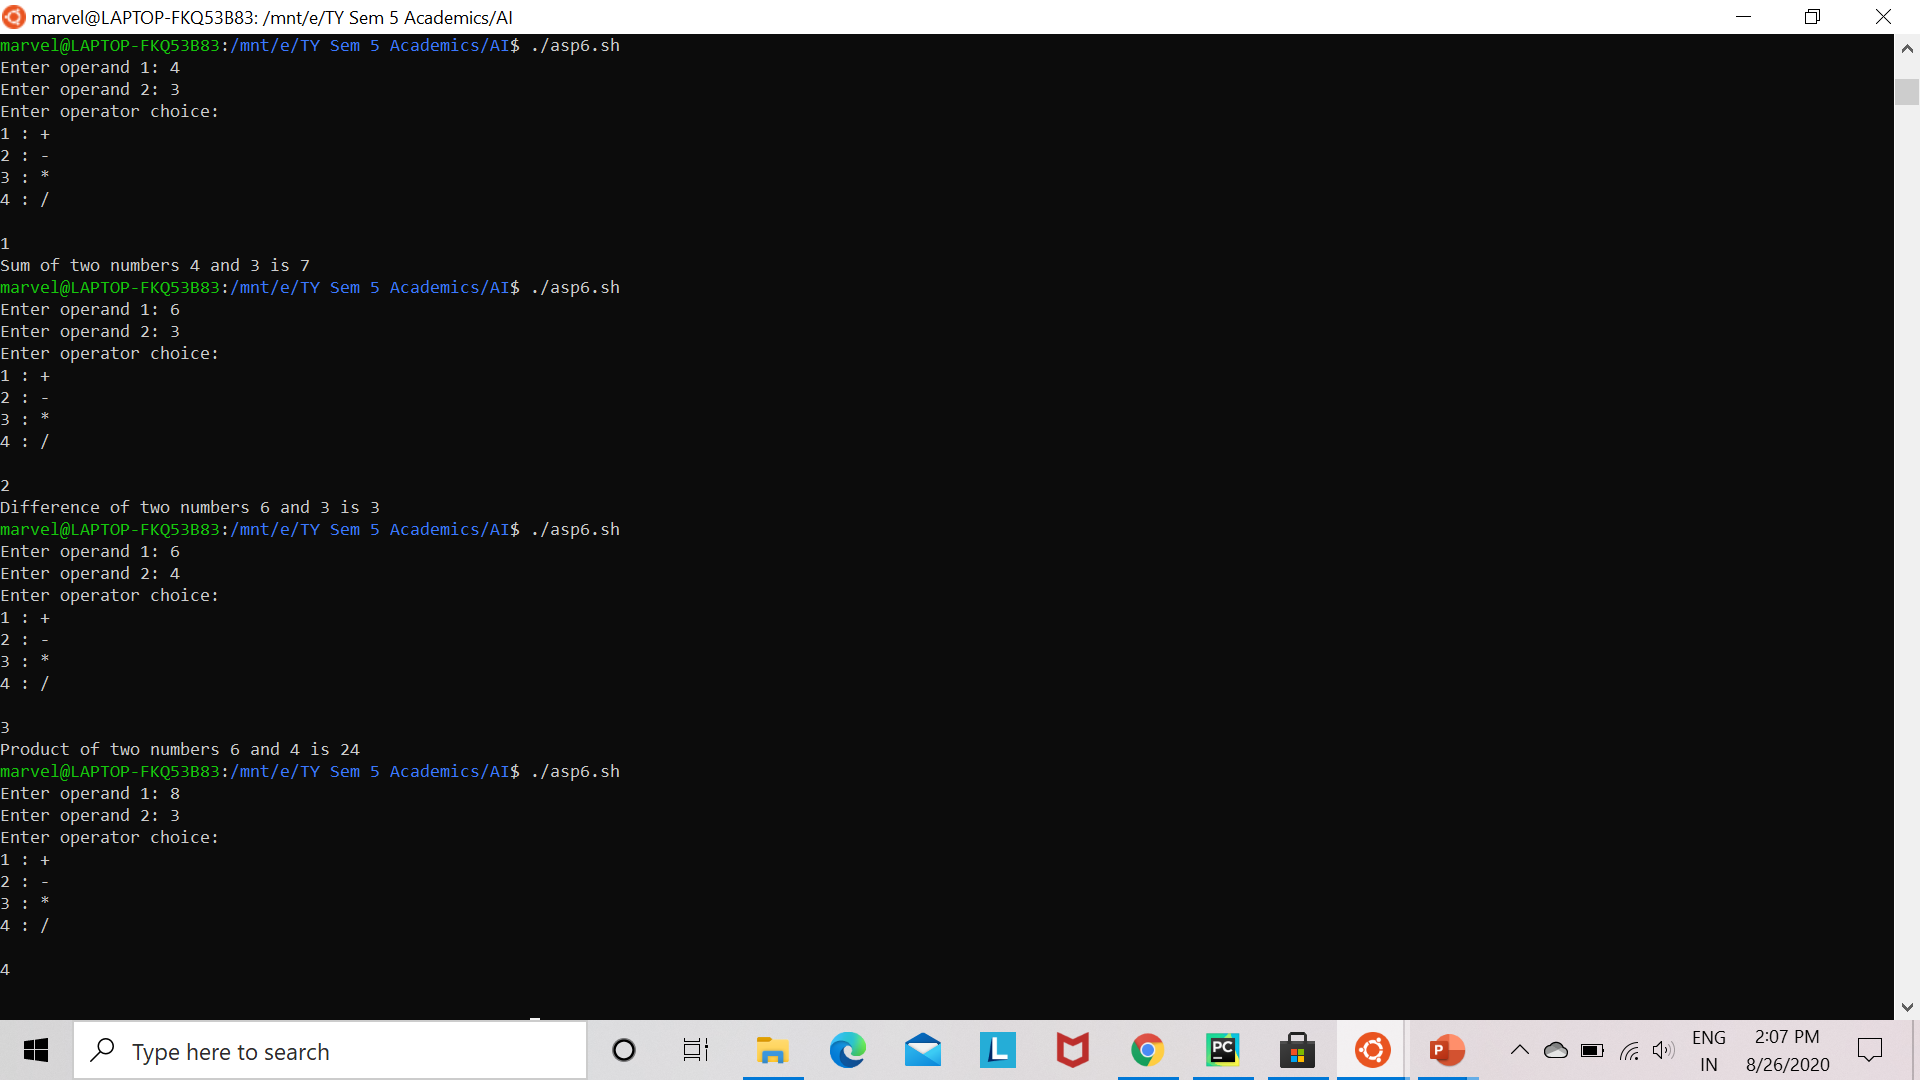 marvel@LAPTOP-FKQ53B83: /mnt/e/TY Sem 5 Academics/AI
marvel@LAPTOP-FKQ53B83:/mnt/e/TY Sem 5 Academics/AI$ ./asp6.sh
Enter operand 1: 4
Enter operand 2: 3
Enter operator choice:
1 : +
2 : -
3 : *
4 : /
1
Sum of two numbers 4 and 3 is 7
marvel@LAPTOP-FKQ53B83:/mnt/e/TY Sem 5 Academics/AI$ ./asp6.sh
Enter operand 1: 6
Enter operand 2: 3
Enter operator choice:
1 : +
2 : -
3 : *
4 : /
2
Difference of two numbers 6 and 3 is 3
marvel@LAPTOP-FKQ53B83:/mnt/e/TY Sem 5 Academics/AI$ ./asp6.sh
Enter operand 1: 6
Enter operand 2: 4
Enter operator choice:
1 : +
2 : -
3 : *
4 : /
3
Product of two numbers 6 and 4 is 24
marvel@LAPTOP-FKQ53B83:/mnt/e/TY Sem 5 Academics/AI$ ./asp6.sh
Enter operand 1: 8
Enter operand 2: 3
Enter operator choice:
1 : +
2 : -
3 : *
4 : /
4
Type here to search
L
PC
P
ENG
IN
2:07 PM
8/26/2020